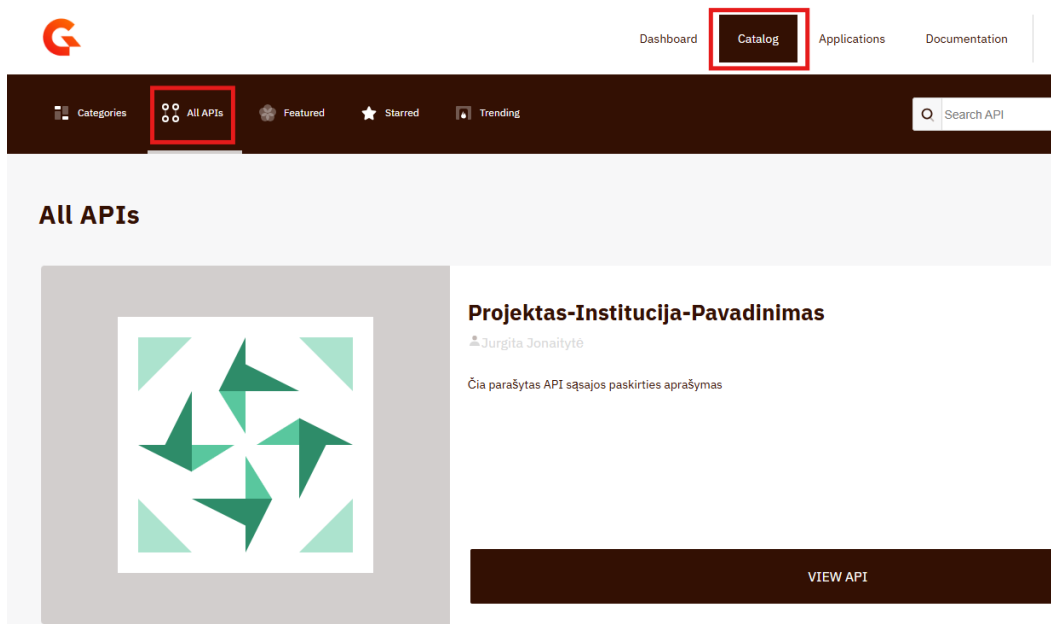 Dashboard Catalog Applications Documentation
Categories All APIs Featured Starred Trending Search API
All APIs
Projektas-Institucija-Pavadinimas
Jurgita Jonaitytė
Čia parašytas API sąsajos paskirties aprašymas
VIEW API